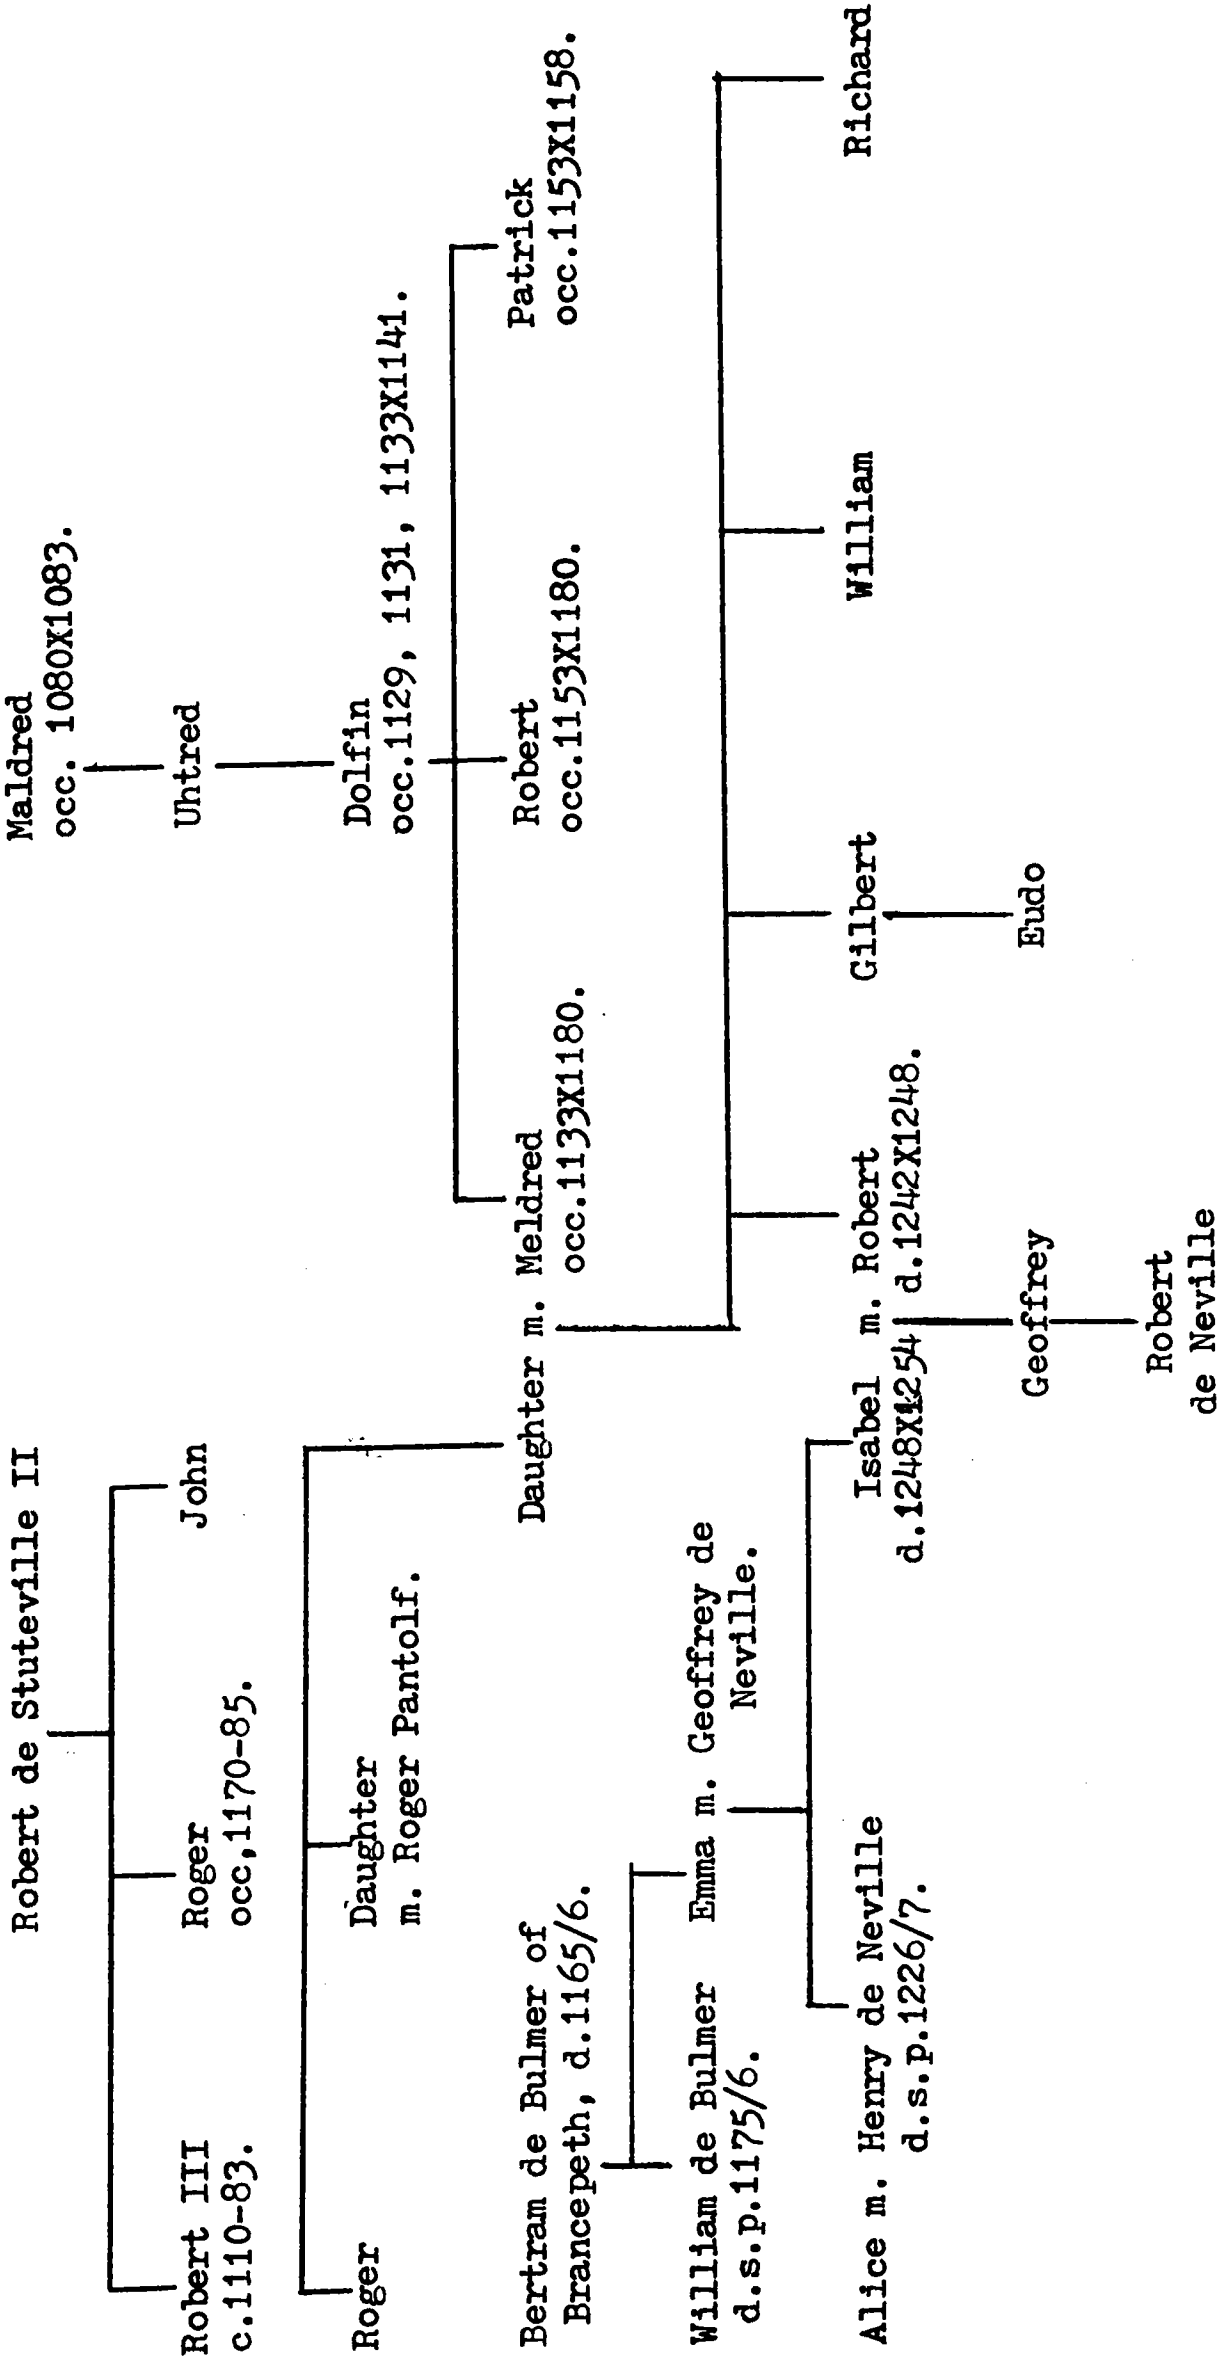 Robert de Stuteville II
Maldred
occ. 1080X1083.
Robert III
c.1110-83.
Roger
occ,1170-85.
John
Uhtred
Roger
Daughter
m. Roger Pantolf.
Dolfin
occ.1129, 1131, 1133X1141.
Bertram de Bulmer of
Brancepeth, d.1165/6.
Daughter m. Meldred
occ.1133X1180.
Robert
occ.1153X1180.
Patrick
occ.1153X1158.
William de Bulmer
d.s.p.1175/6.
Emma m. Geoffrey de
Neville.
Alice m. Henry de Neville
d.s.p.1226/7.
Isabel m. Robert
d.1248X1254 d.1242X1248.
Gilbert
William
Richard
Geoffrey
Eudo
Robert
de Neville